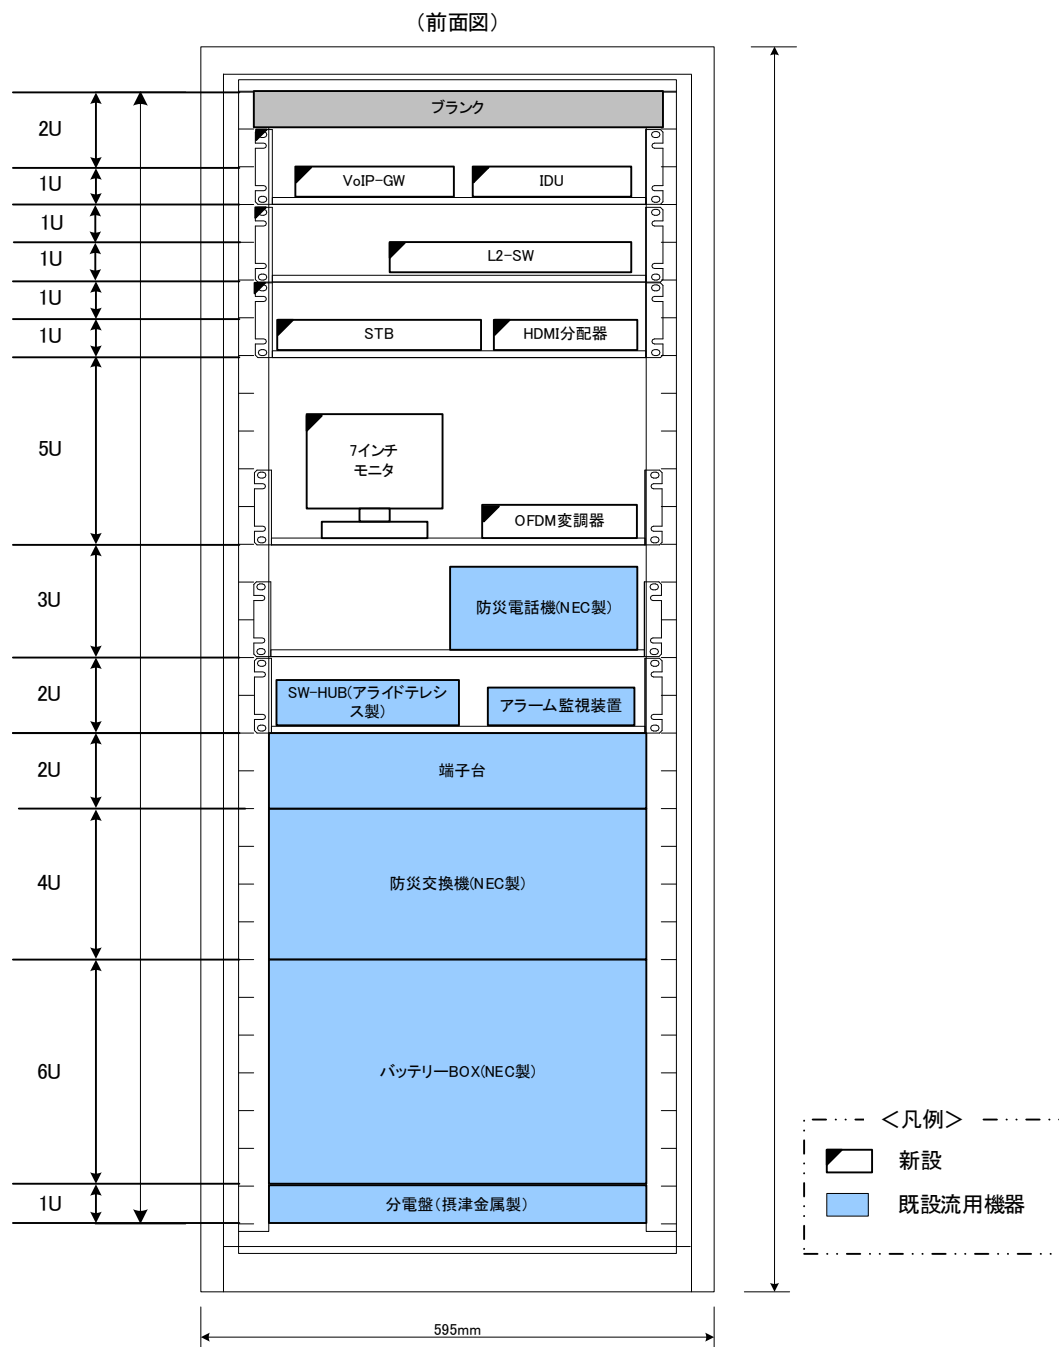 （前面図）
ブランク
2U
1U
VoIP-GW
IDU
1U
1U
L2-SW
1U
1U
STB
HDMI分配器
5U
7インチ
モニタ
OFDM変調器
3U
防災電話機(NEC製)
2U
SW-HUB(アライドテレシ
ス製)
アラーム監視装置
2U
端子台
4U
防災交換機(NEC製)
6U
バッテリーBOX(NEC製)
1U
分電盤(摂津金属製)
＜凡例＞
新設
既設流用機器
595mm